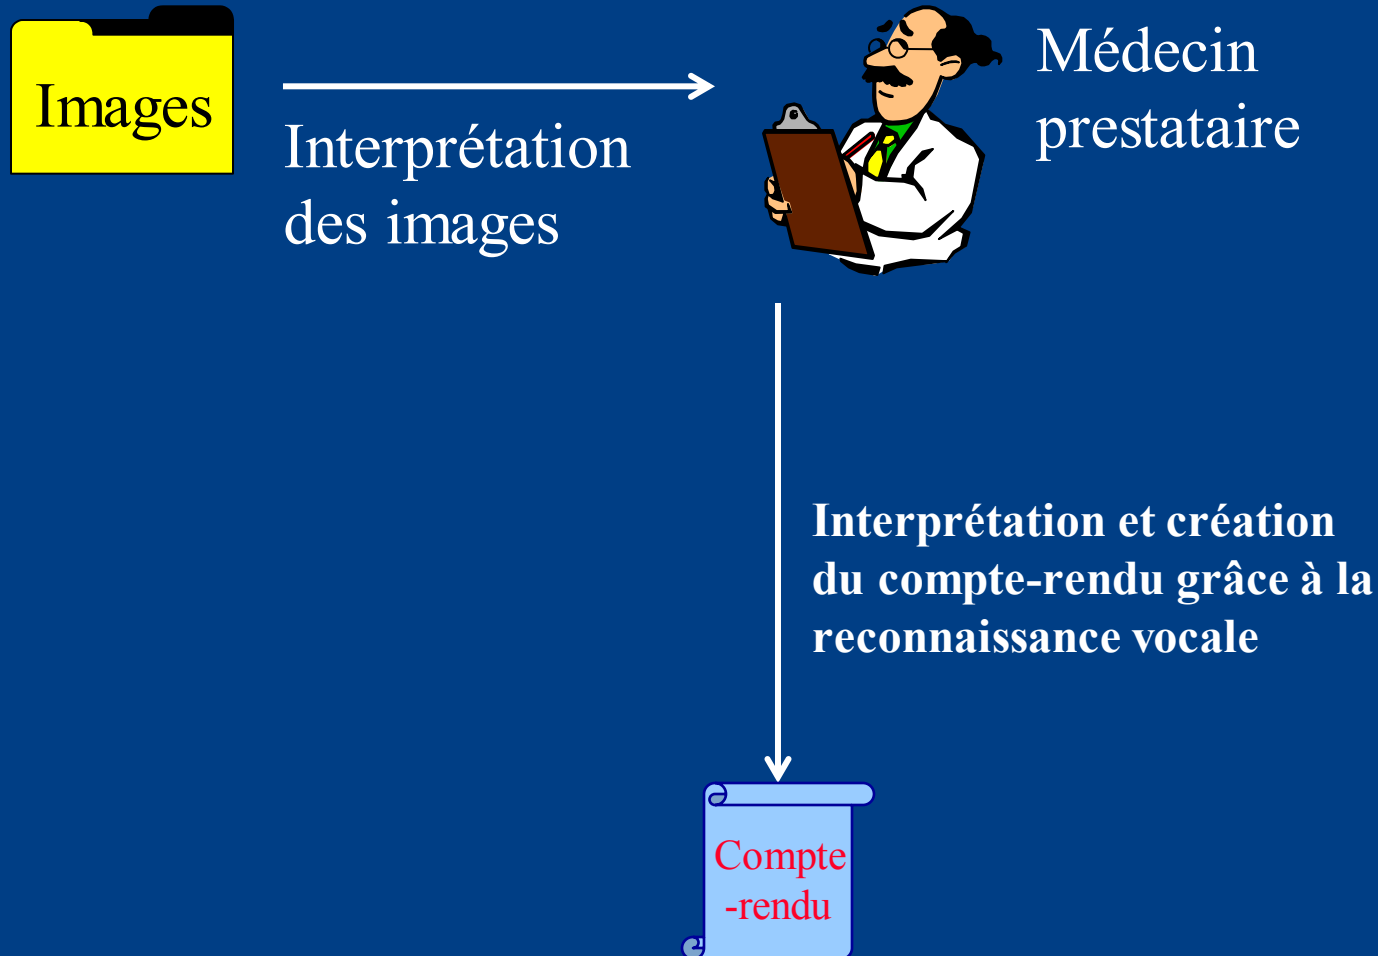 Images
Interprétation
des images
Médecin
prestataire
Interprétation et création
du compte-rendu grâce à la
reconnaissance vocale
Compte
-rendu